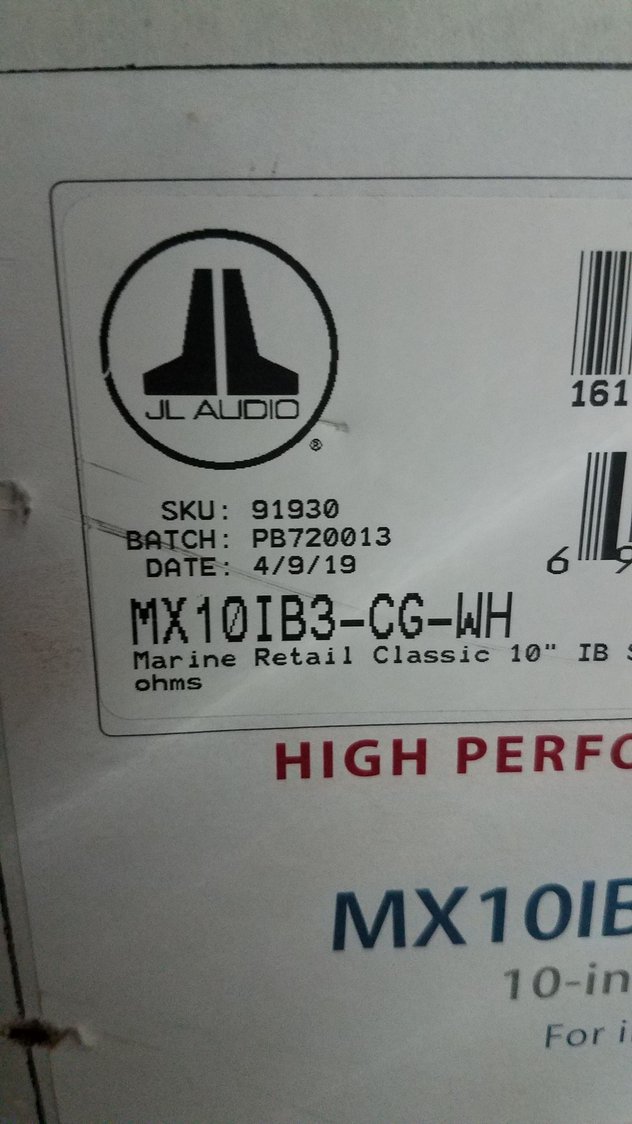 JL AUDIO
®
161
SKU: 91930
BATCH: PB720013
DATE: 4/9/19
6 9
MX10IB3-CG-WH
Marine Retail Classic 10" IB S
ohms
HIGH PERFO
MX10IB
10-in
For i